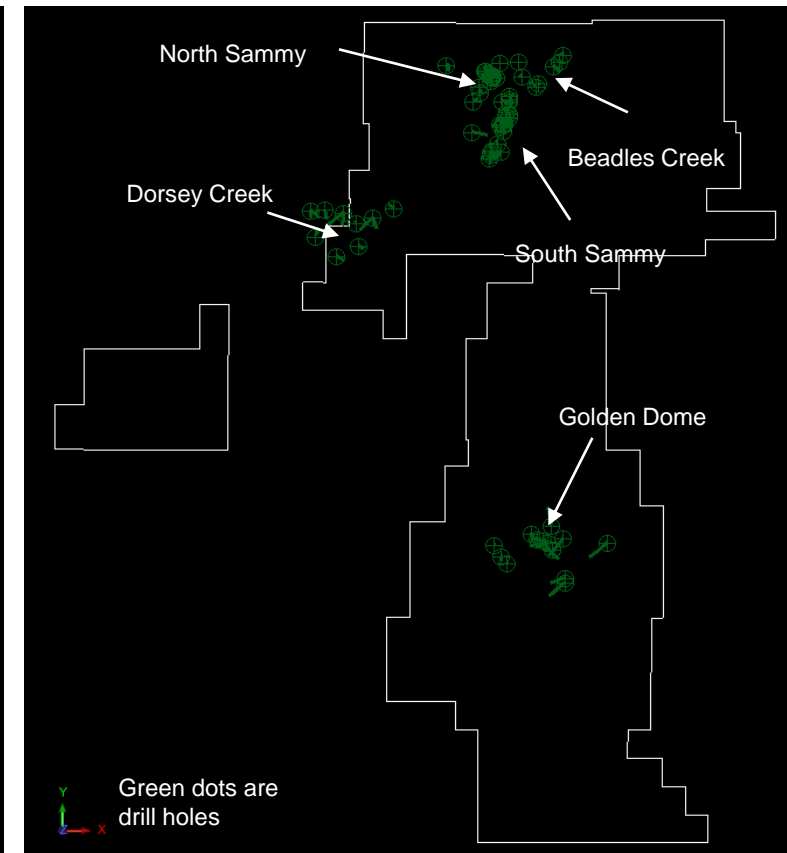 North Sammy
Beadles Creek
Dorsey Creek
South Sammy
Golden Dome
Green dots are
drill holes
Y
Z X